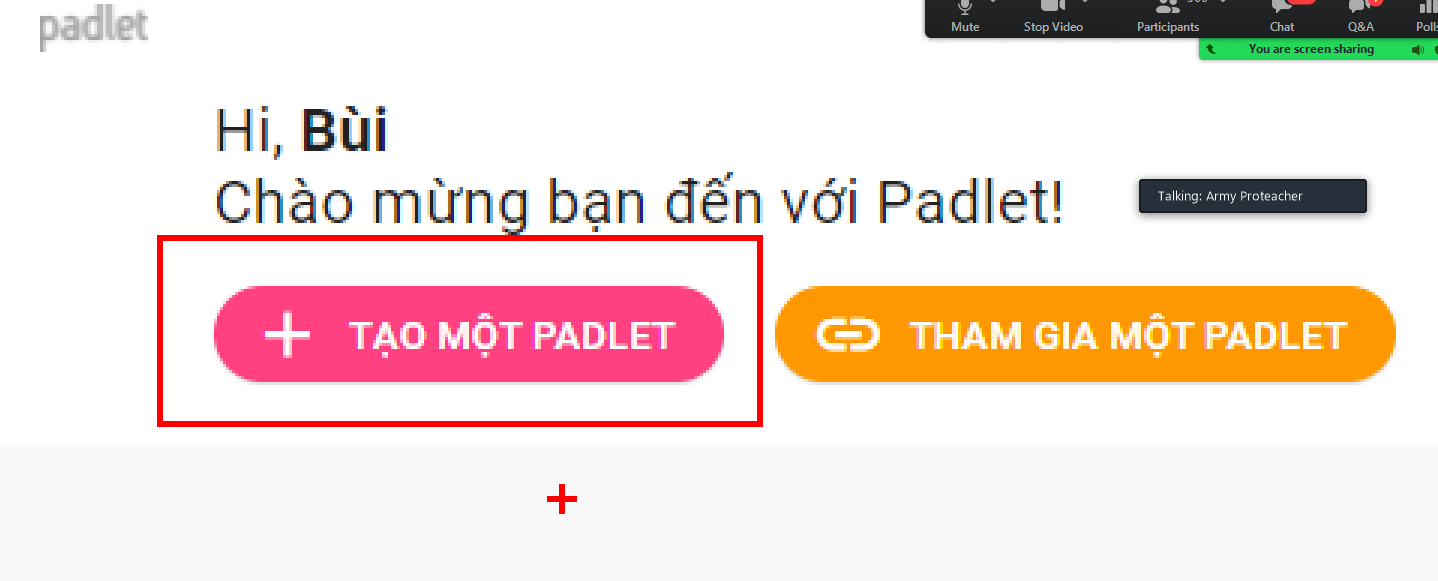 padlet
Mute Stop Video Participants Chat Q&A Polls
You are screen sharing
Hi, Bùi
Chào mừng bạn đến với Padlet!
Talking: Army Proteacher
TẠO MỘT PADLET
THAM GIA MỘT PADLET